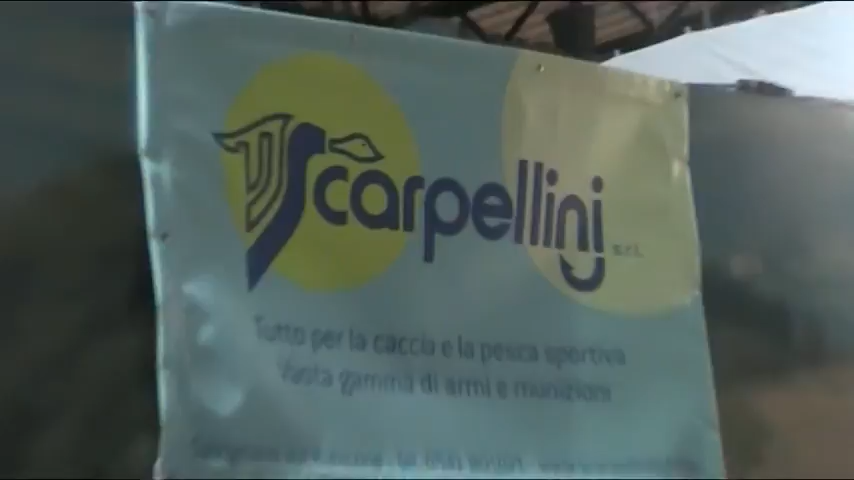 Scarpellini s.r.l.
Tutto per la caccia e la pesca sportiva
Vasta gamma di armi e munizioni